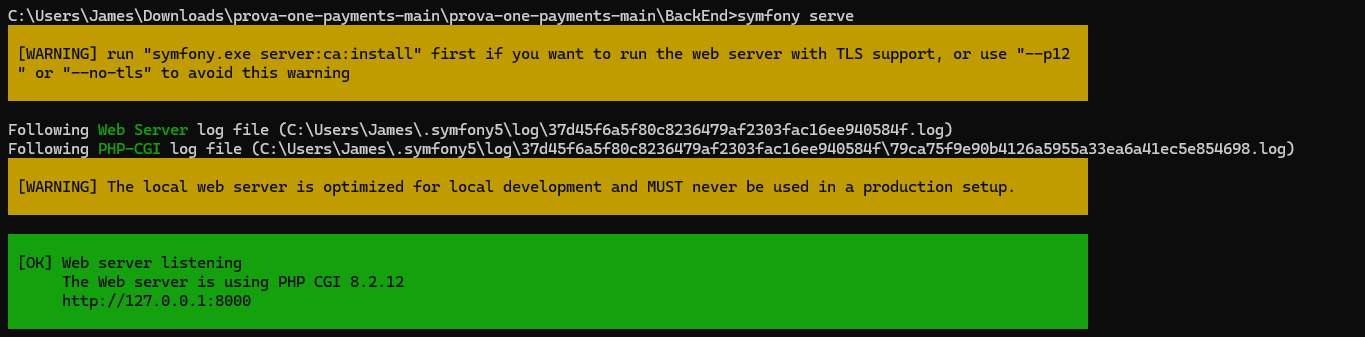 C:\Users\James\Downloads\prova-one-payments-main\prova-one-payments-main\BackEnd>symfony serve
[WARNING] run "symfony.exe server:ca:install" first if you want to run the web server with TLS support, or use "--p12
" or "--no-tls" to avoid this warning
Following Web Server log file (C:\Users\James\.symfony5\log\37d45f6a5f80c8236479af2303fac16ee940584f.log)
Following PHP-CGI log file (C:\Users\James\.symfony5\log\37d45f6a5f80c8236479af2303fac16ee940584f\79ca75f9e90b4126a5955a33ea6a41ec5e854698.log)
[WARNING] The local web server is optimized for local development and MUST never be used in a production setup.
[OK] Web server listening
The Web server is using PHP CGI 8.2.12
http://127.0.0.1:8000